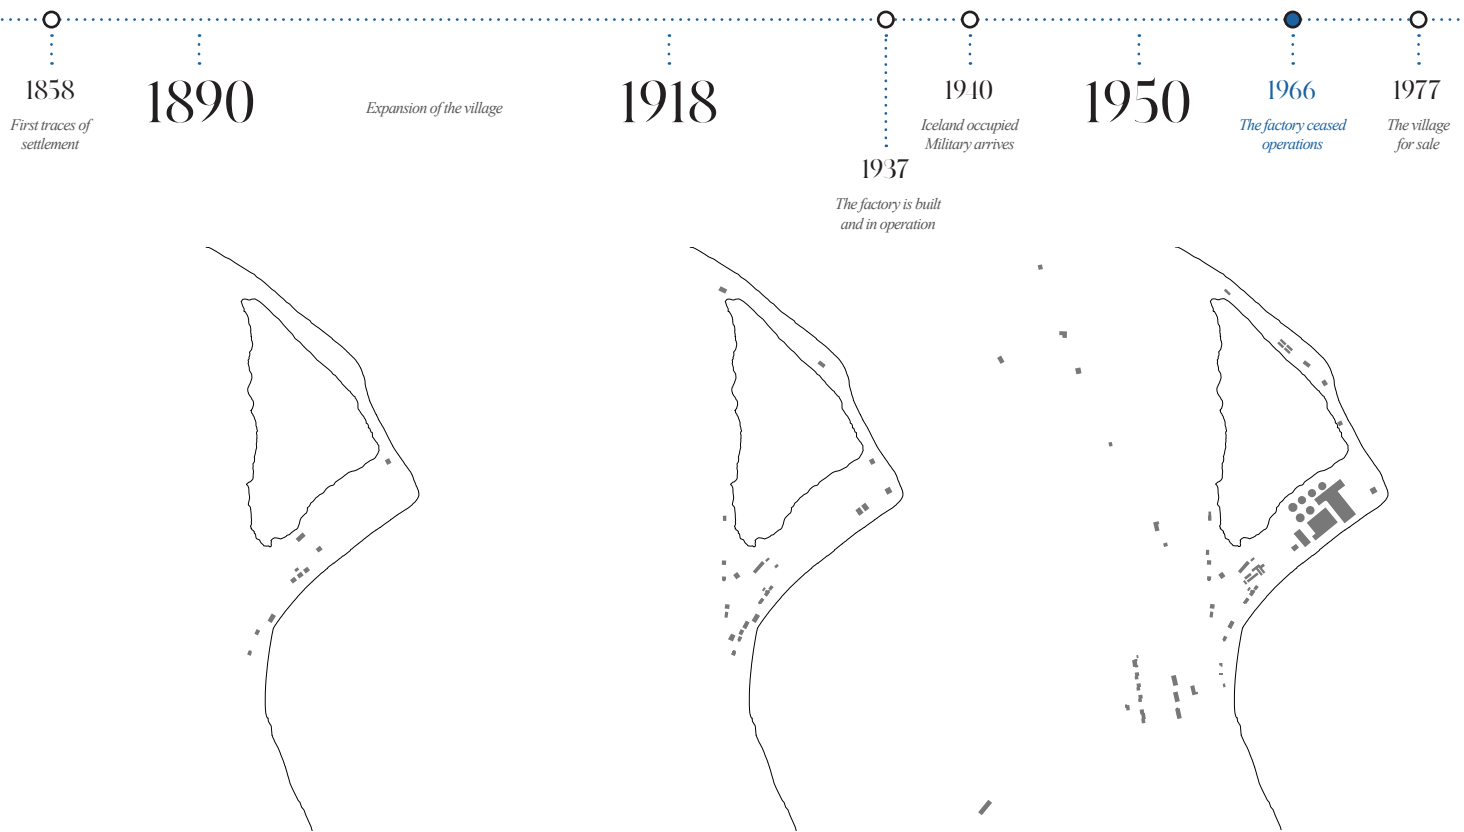 1858
First traces of
settlement
1890
Expansion of the village
1918
1937
The factory is built
and in operation
1940
Iceland occupied
Military arrives
1950
1966
The factory ceased
operations
1977
The village
for sale